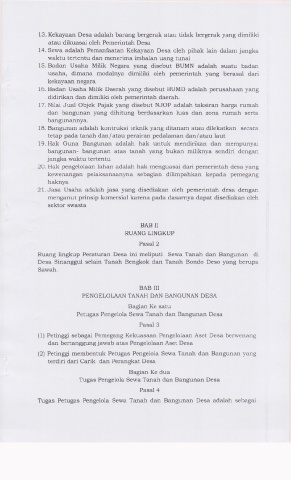 13. Kekayaan Desa adalah barang bergerak atau tidak bergerak yang dimiliki
atau dikuasai oleh Pemerintah Desa
14. Sewa adalah Pemanfaatan Kekayaan Desa oleh pihak lain dalam jangka
waktu tertentu dan menerima imbalan uang tunai
15. Badan Usaha Milik Negara yang disebut BUMN adalah suatu badan
usaha, dimana modalnya dimiliki oleh pemerintah yang berasal dari
kekayaan negara
16. Badan Usaha Milik Daerah yang disebut BUMD adalah perusahaan yang
didirikan dan dimiliki oleh pemerintah daerah.
17. Nilai Jual Objek Pajak yang disebut NJOP adalah taksiran harga rumah
dan bangunan yang dihitung berdasarkan luas dan zona rumah serta
bangunannya.
18. Bangunan adalah kontruksi teknik yang ditanam atau dilekatkan secara
tetap pada tanah dan/atau perairan pedalaman dan/atau laut
19. Hak Guna Bangunan adalah hak untuk mendirikan dan mempunyai
bangunan- bangunan atas tanah yang bukan miliknya sendiri dengan
jangka waktu tertentu
20. Hak pengelolaan lahan adalah hak menguasai dari pemerintah desa yang
kewenangan pelaksanaannya sebagian dilimpahkan kepada pemegang
haknya
21. Jasa Usaha adalah jasa yang disediakan oleh pemerintah desa dengan
menganut prinsip komersial karena pada dasarnya dapat disediakan oleh
sektor swasta
BAB II
RUANG LINGKUP
Pasal 2
Ruang lingkup Peraturan Desa ini meliputi Sewa Tanah dan Bangunan di
Desa selain Tanah Bengkok dan Tanah Bondo Deso yang berupa
Sawah.
BAB III
PENGELOLAAN TANAH DAN BANGUNAN DESA
Bagian Ke satu
Petugas Pengelola Sewa Tanah dan Bangunan Desa
Pasal 3
(1) Petinggi sebagai Pemegang Kekuasaan Pengelolaan Aset Desa berwenang
dan bertanggung jawab atas Pengelolaan Aset Desa
(2) Petinggi membentuk Petugas Pengelola Sewa Tanah dan Bangunan yang
terdiri dari Carik dan Perangkat Desa
Bagian Ke dua
Tugas Pengelola Sewa Tanah dan Bangunan Desa
Pasal 4
Tugas Petugas Pengelola Sewa Tanah dan Bangunan Desa adalah sebagai